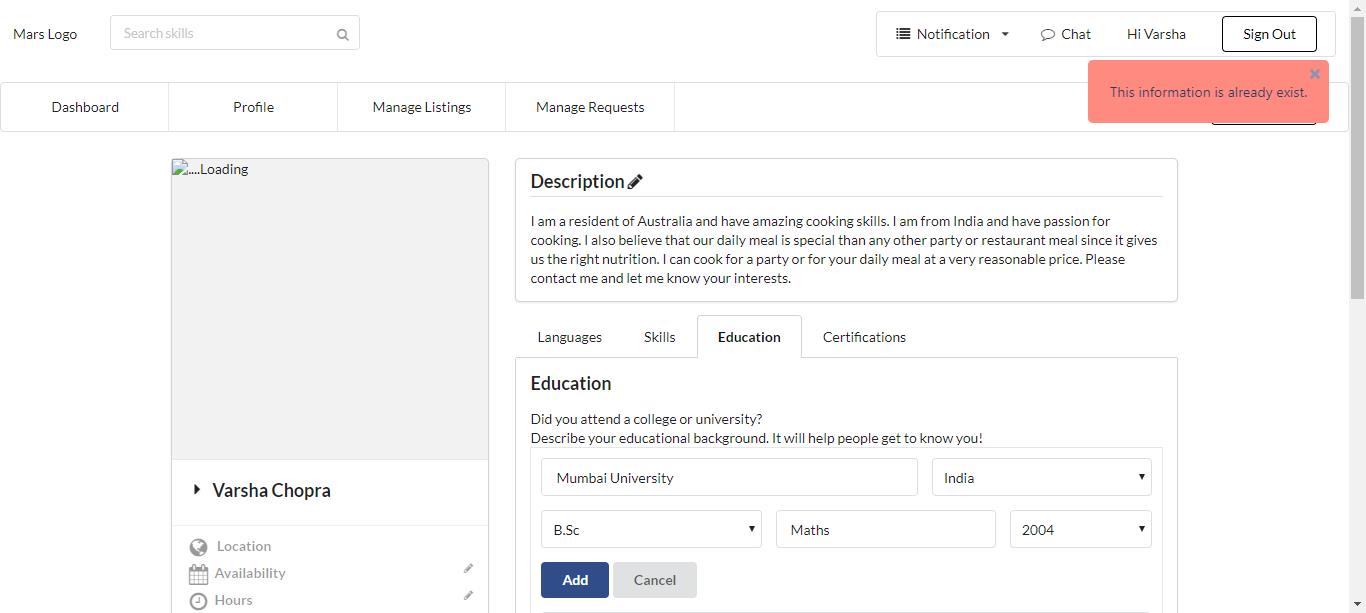 Mars Logo
Search skills
Notification
Chat
Hi Varsha
Sign Out
This information is already exist.
Dashboard
Profile
Manage Listings
Manage Requests
....Loading
Description
I am a resident of Australia and have amazing cooking skills. I am from India and have passion for
cooking. I also believe that our daily meal is special than any other party or restaurant meal since it gives
us the right nutrition. I can cook for a party or for your daily meal at a very reasonable price. Please
contact me and let me know your interests.
Languages
Skills
Education
Certifications
Education
Did you attend a college or university?
Describe your educational background. It will help people get to know you!
Mumbai University
India
B.Sc
Maths
2004
Add
Cancel
Varsha Chopra
Location
Availability
Hours